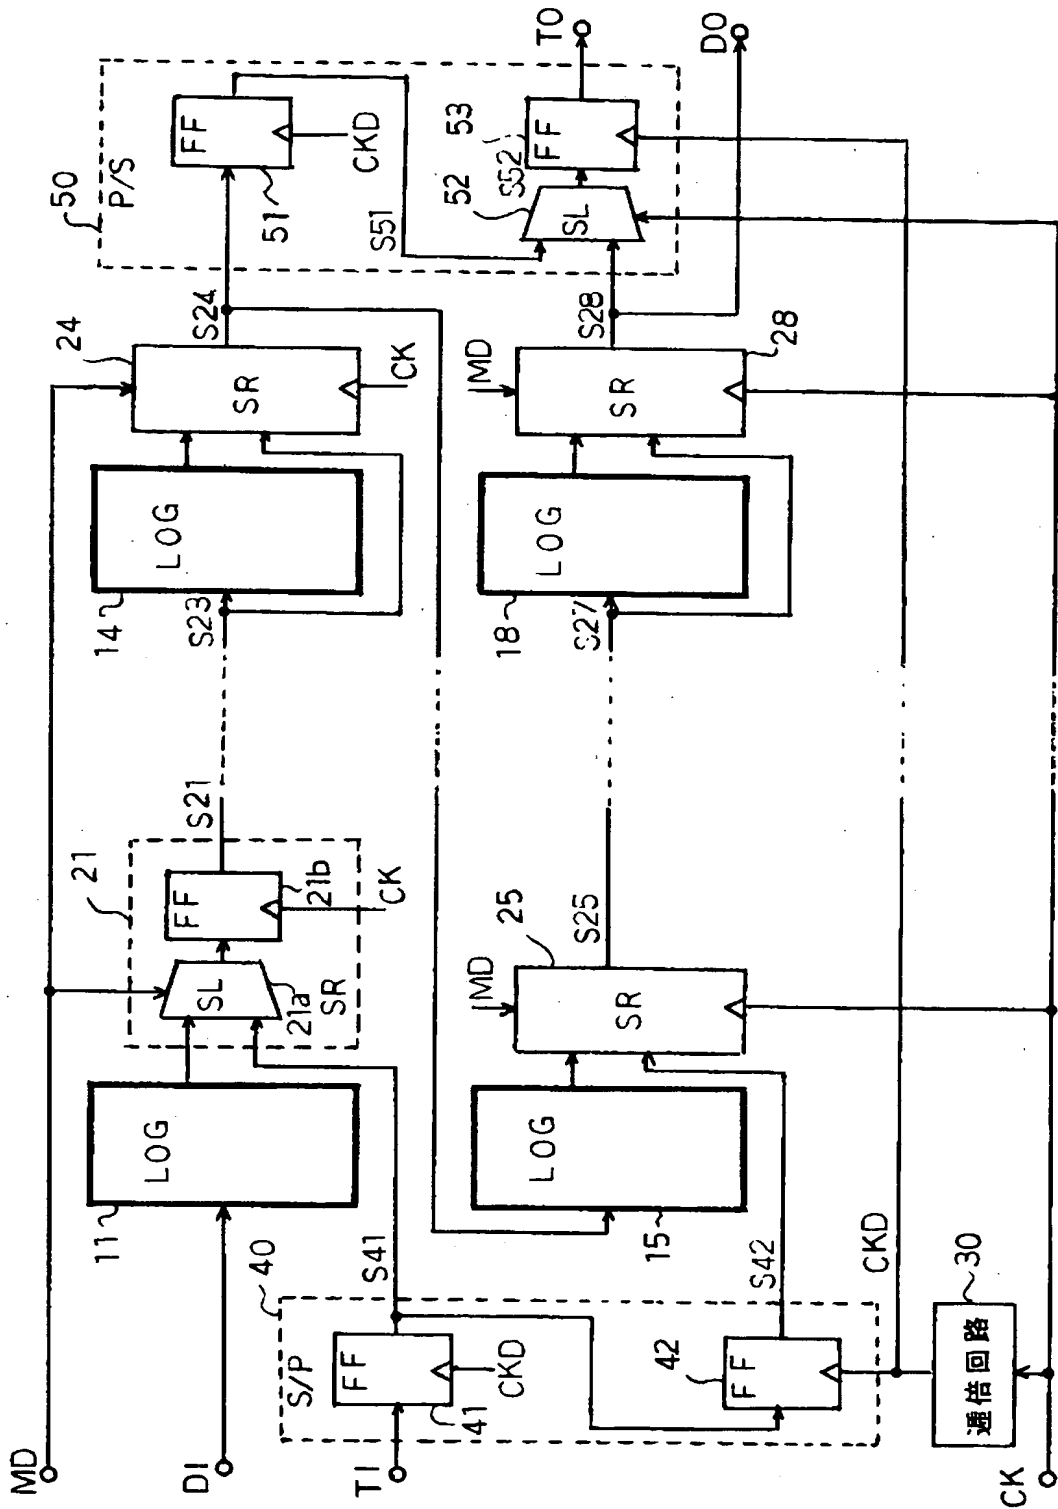 MD
50
P/S
11
LOG
21
SL
FF
S21
14
LOG
24
SR
FF
DI
21a
21b
SR
CK
S23
S24
CK
51
CKD
40
S/P
TI
FF
41
CKD
S41
S51
LOG
15
MD
25
SR
S25
LOG
18
S27
MD
SR
28
S28
52
SL
S52
53
FF
TO
42
FF
S42
DO
CKD
30
逓倍回路
CK